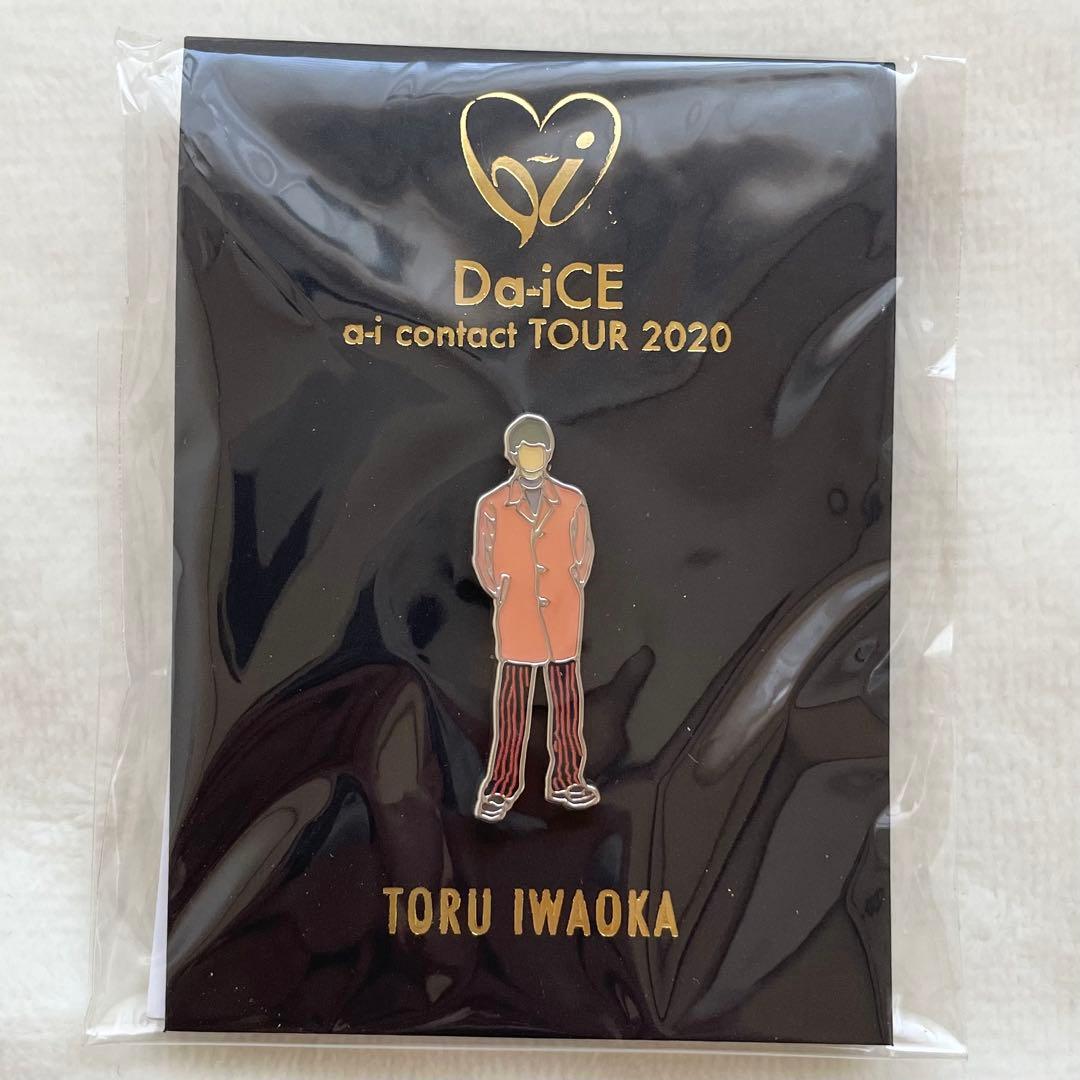 a-i
Da-iCE
a-i contact TOUR 2020
TORU IWAOKA